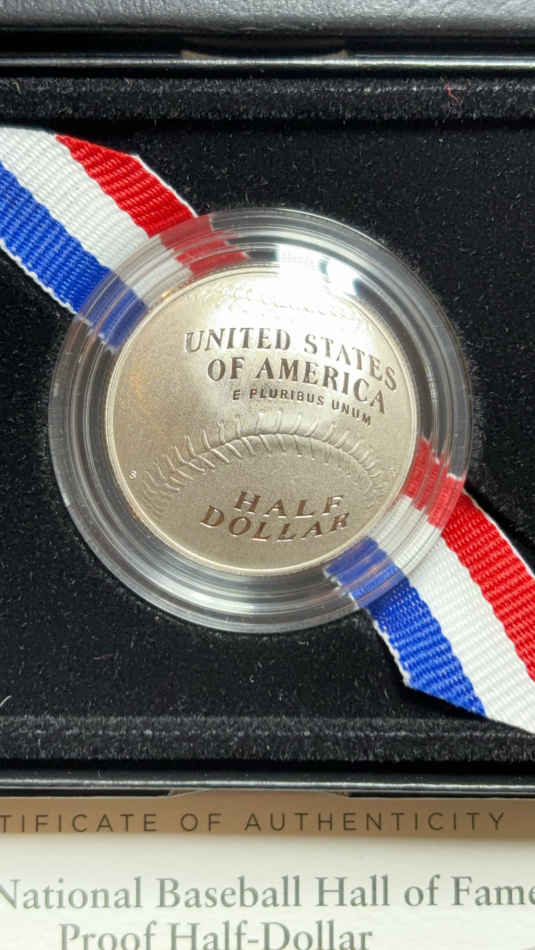 UNITED STATES
OF AMERICA
E PLURIBUS UNUM
S
HALF
DOLLAR
TIFICATE OF AUTHENTICITY
National Baseball Hall of Fame
Proof Half-Dollar